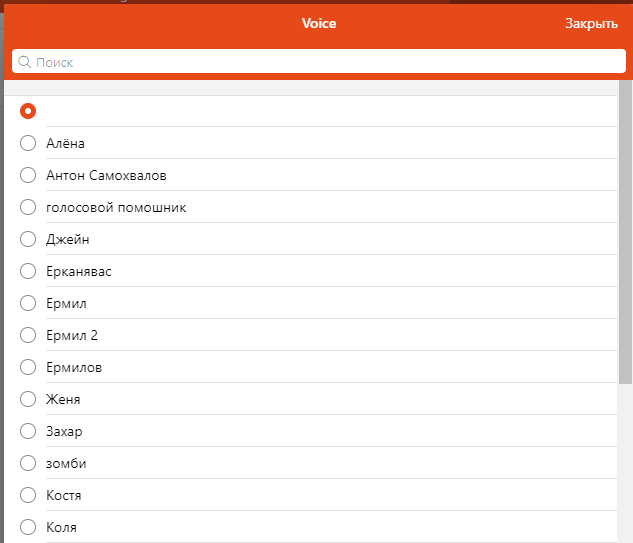 Voice
Закрыть
Поиск
Алёна
Антон Самохвалов
голосовой помошник
Джейн
Ерканявас
Ермил
Ермил 2
Ермилов
Женя
Захар
зомби
Костя
Коля